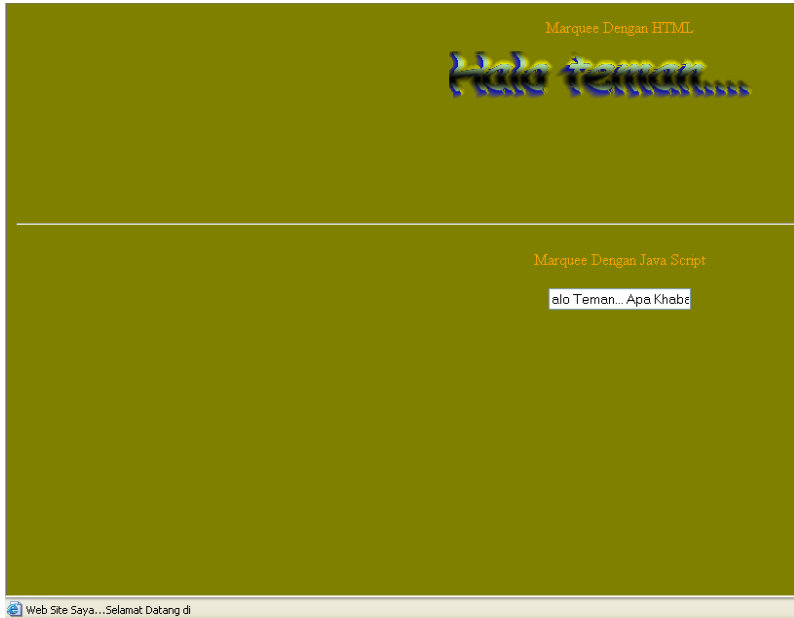 Marquee Dengan HTML
Halo teman....
Marquee Dengan Java Script
alo Teman... Apa Khaba
Web Site Saya...Selamat Datang di